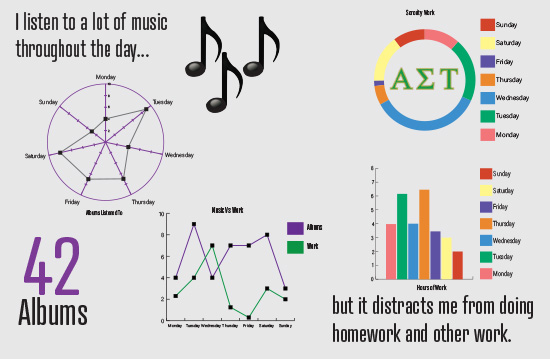 I listen to a lot of music
throughout the day...
Monday
Tuesday
Wednesday
Thursday
Friday
Saturday
Sunday
Albums Listened To
42
Albums
Sorority Work
ΑΣΤ
Sunday
Saturday
Friday
Thursday
Wednesday
Tuesday
Monday
Music Vs Work
10
8
6
4
2
0
Monday Tuesday Wednesday Thursday Friday Saturday Sunday
Albums
Work
8
7
6
5
4
3
2
1
0
Hours of Work
Sunday
Saturday
Friday
Thursday
Wednesday
Tuesday
Monday
but it distracts me from doing
homework and other work.